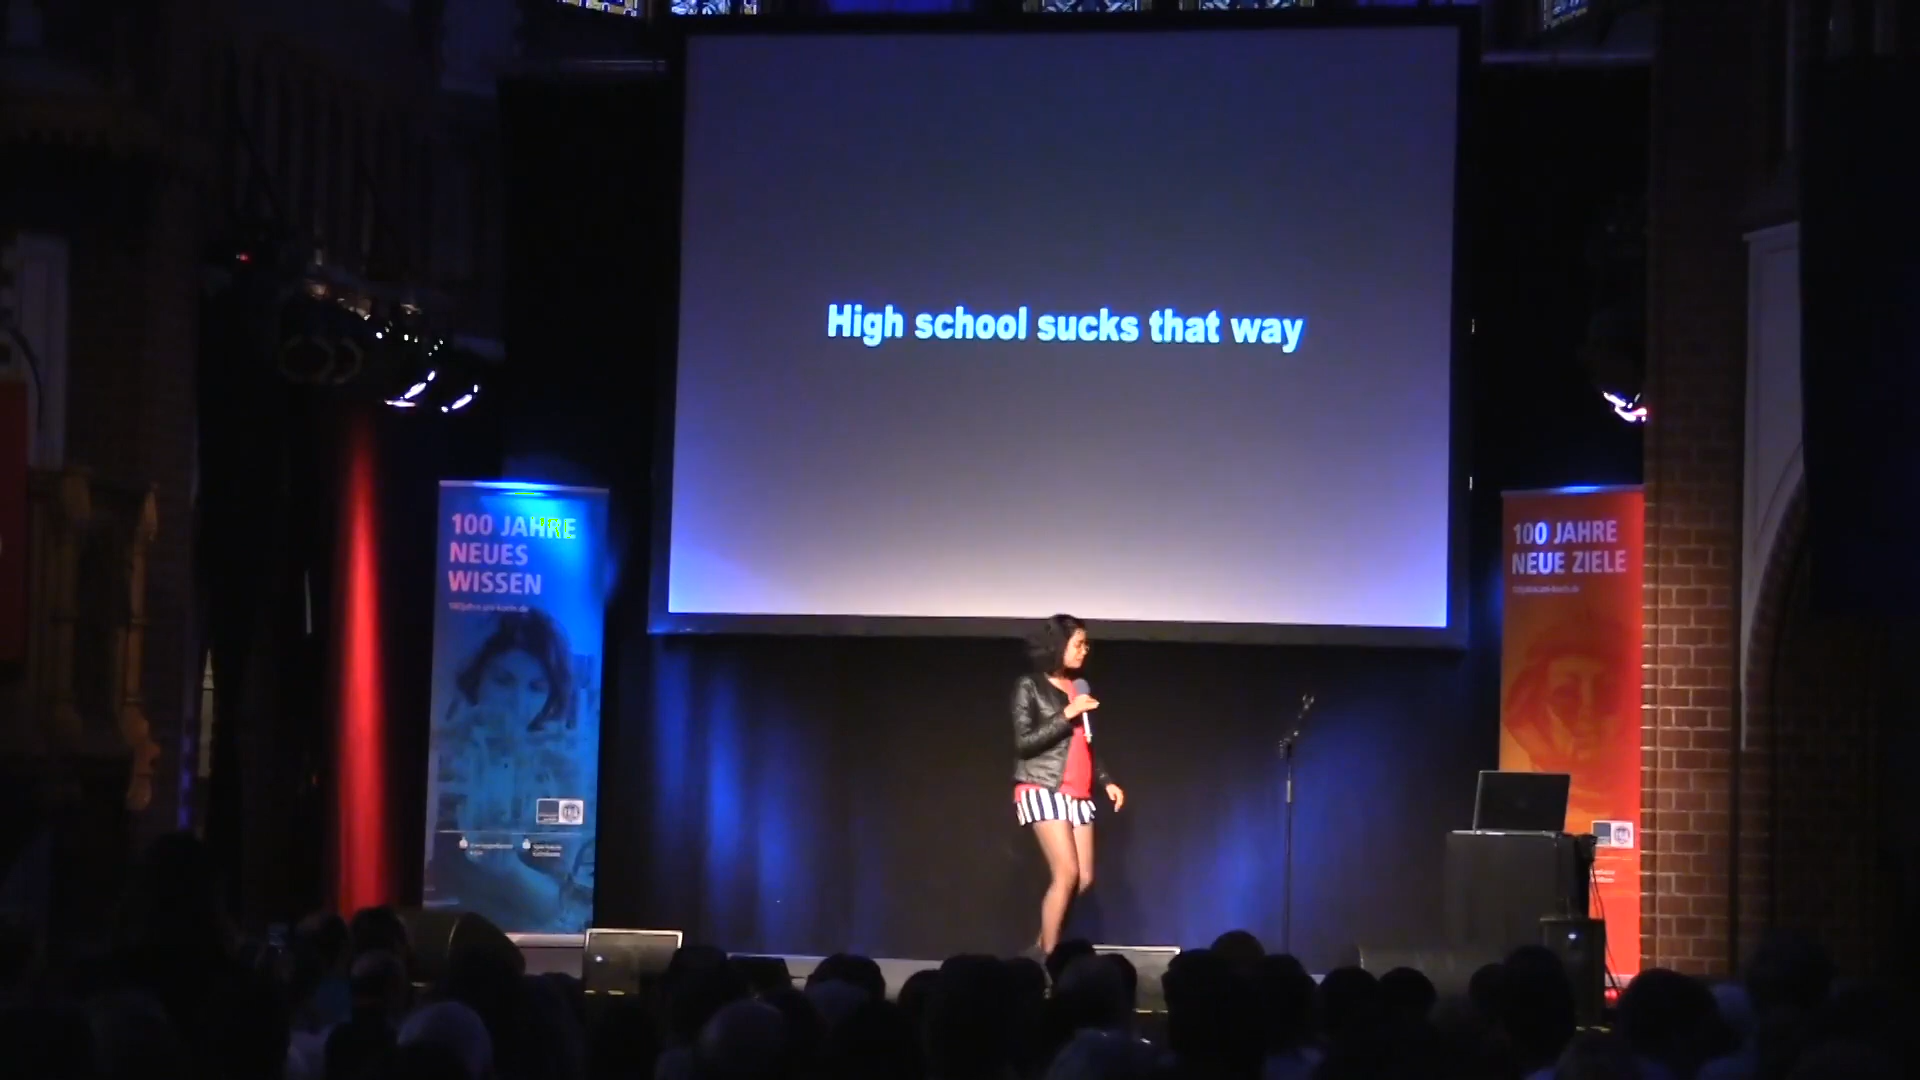 High school sucks that way
100 JAHRE
NEUES
WISSEN
100 JAHRE
NEUE ZIELE